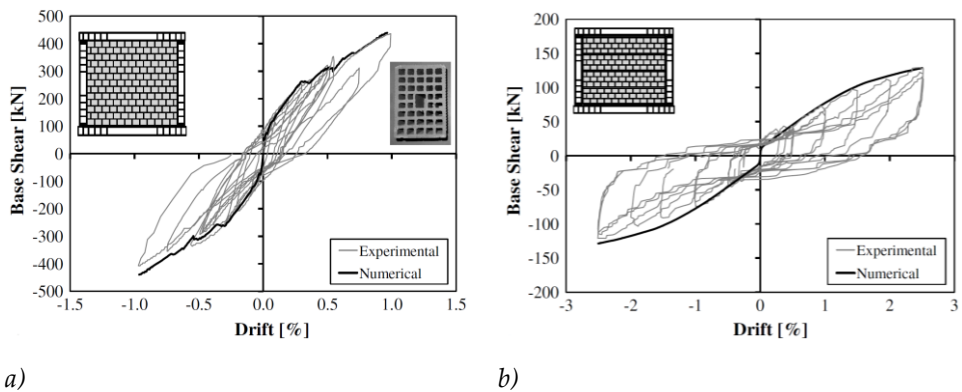 500
400
300
200
100
0
-100
-200
-300
-400
-500
Base Shear [kN]
-1.5 -1.0 -0.5 0.0 0.5 1.0 1.5
Drift [%]
Experimental
Numerical
a)
200
150
100
50
0
-50
-100
-150
-200
Base Shear [kN]
-3 -2 -1 0 1 2 3
Drift [%]
Experimental
Numerical
b)